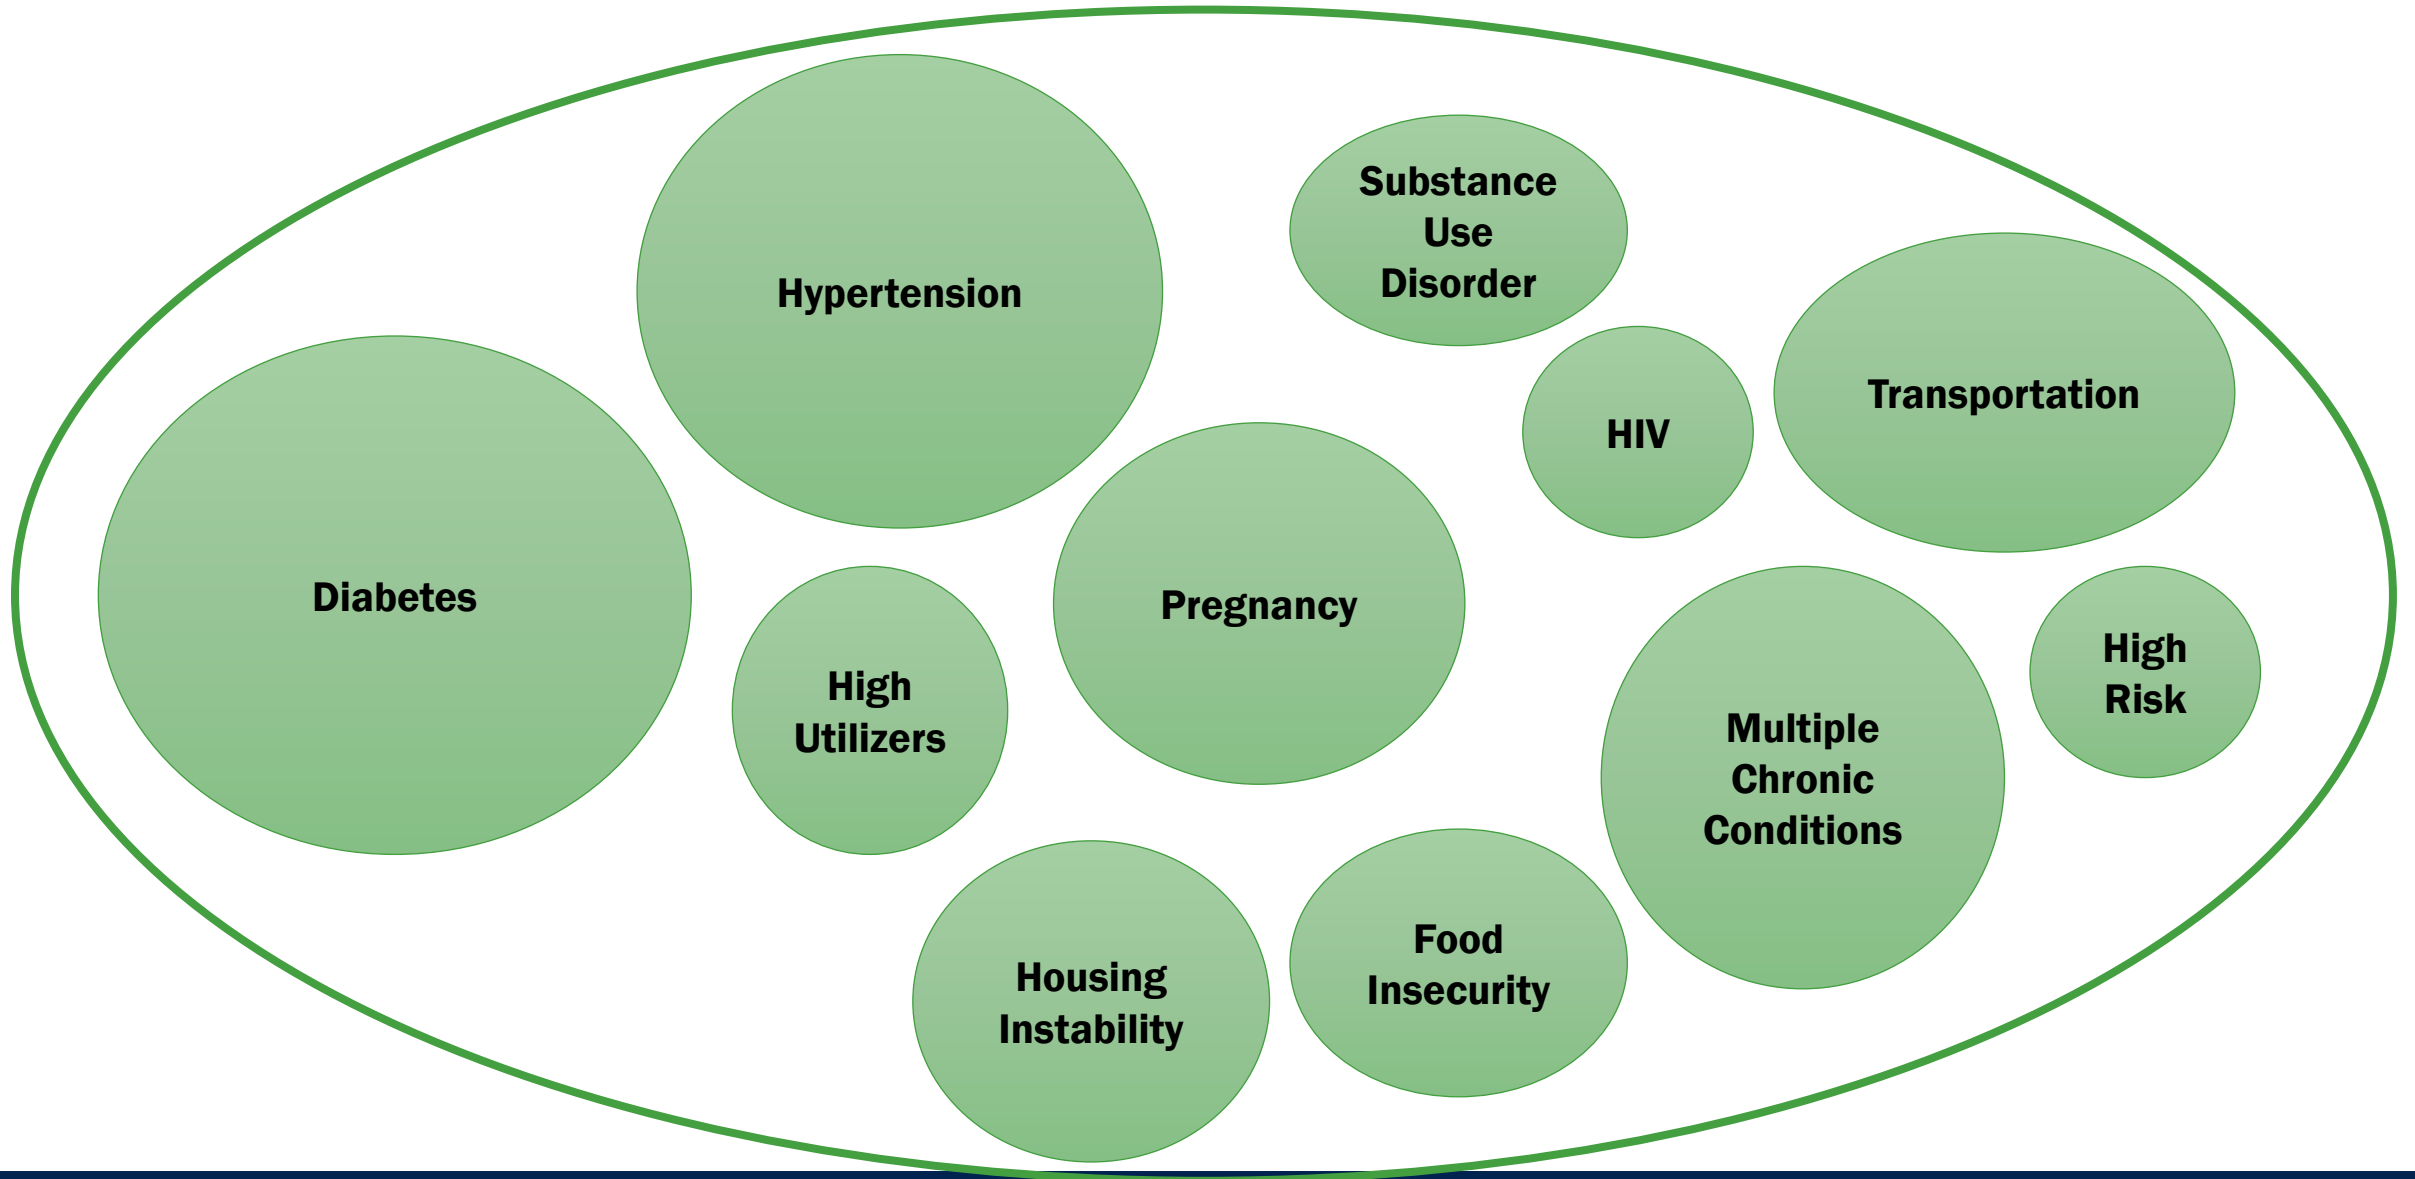 Substance
Use
Disorder
Hypertension
Transportation
HIV
Diabetes
Pregnancy
High
Risk
High
Utilizers
Multiple
Chronic
Conditions
Food
Insecurity
Housing
Instability